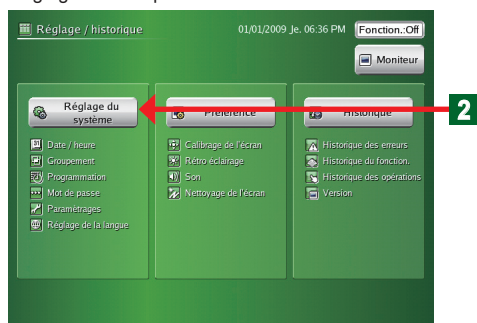 Réglage / historique
01/01/2009 Je. 06:36 PM
Fonction.:Off
Moniteur
Réglage du
système
Préférence
Historique
2
Date / heure
Groupement
Programmation
Mot de passe
Paramètrages
Réglage de la langue
Calibrage de l'écran
Rétro éclairage
Son
Nettoyage de l'écran
Historique des erreurs
Historique du fonction.
Historique des opérations
Version